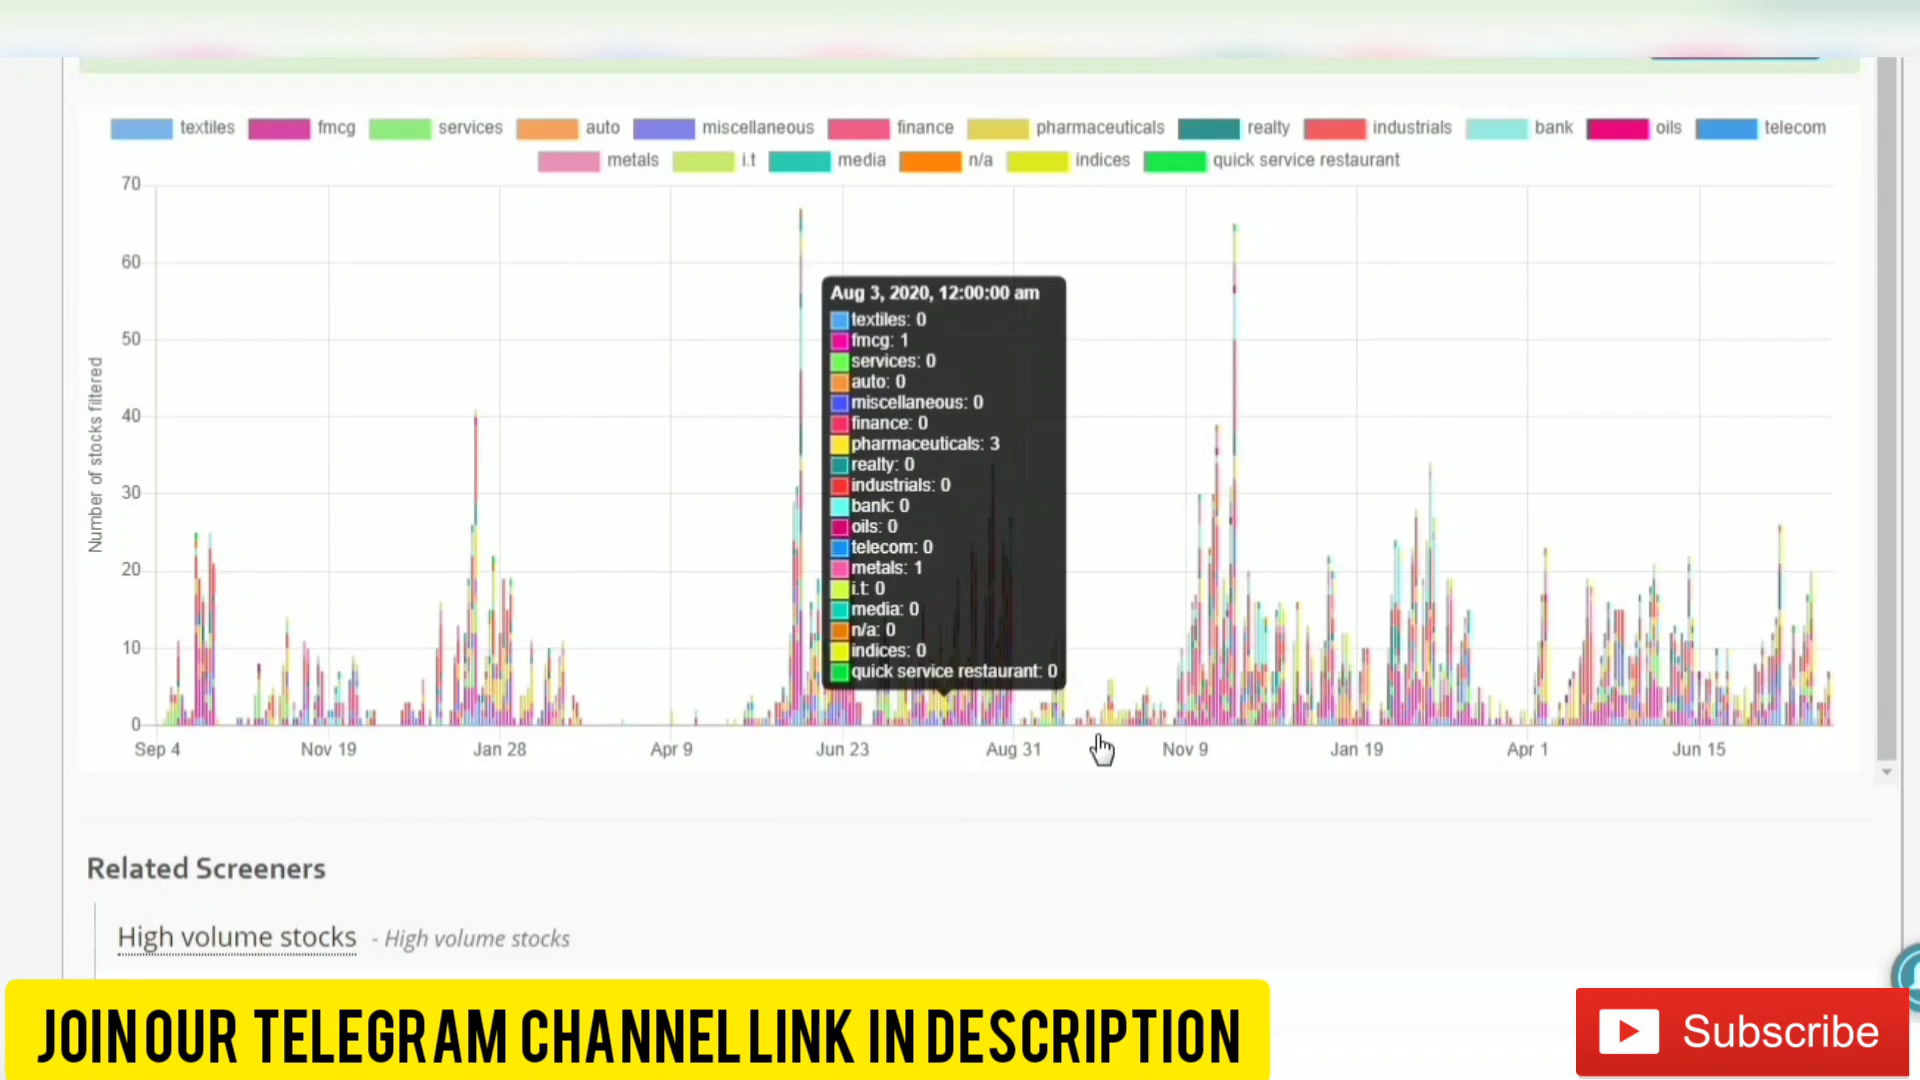 textiles fmcg services auto miscellaneous finance pharmaceuticals realty industrials bank oils telecom
metals i.t media n/a indices quick service restaurant
70
60
50
40
30
20
10
0
Number of stocks filtered
Aug 3, 2020, 12:00:00 am
textiles: 0
fmcg: 1
services: 0
auto: 0
miscellaneous: 0
finance: 0
pharmaceuticals: 3
realty: 0
industrials: 0
bank: 0
oils: 0
telecom: 0
metals: 1
i.t: 0
media: 0
n/a: 0
indices: 0
quick service restaurant: 0
Sep 4 Nov 19 Jan 28 Apr 9 Jun 23 Aug 31 Nov 9 Jan 19 Apr 1 Jun 15
Related Screeners
High volume stocks - High volume stocks
JOIN OUR TELEGRAM CHANNEL LINK IN DESCRIPTION
Subscribe